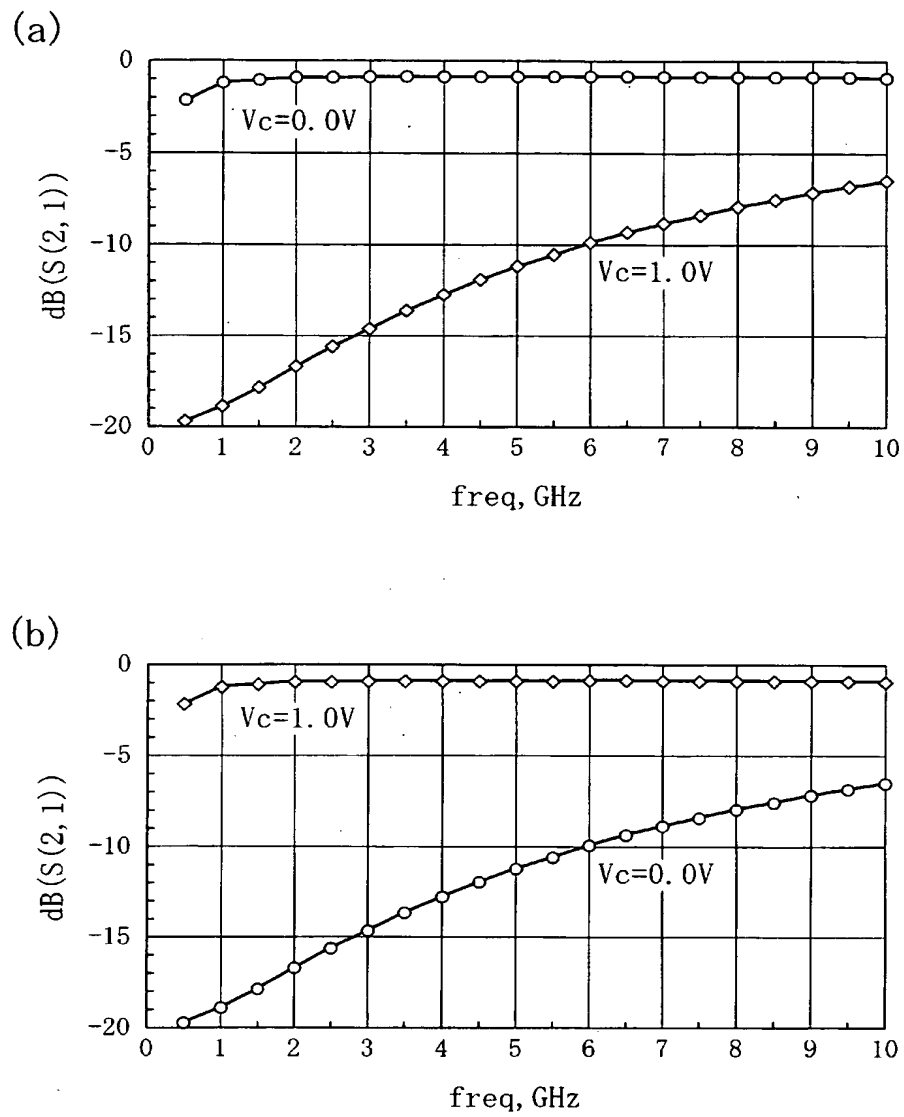 (a)
dB(S(2,1))
0
-5
-10
-15
-20
Vc=0.0V
Vc=1.0V
0 1 2 3 4 5 6 7 8 9 10
freq,GHz
(b)
dB(S(2,1))
0
-5
-10
-15
-20
Vc=1.0V
Vc=0.0V
0 1 2 3 4 5 6 7 8 9 10
freq,GHz